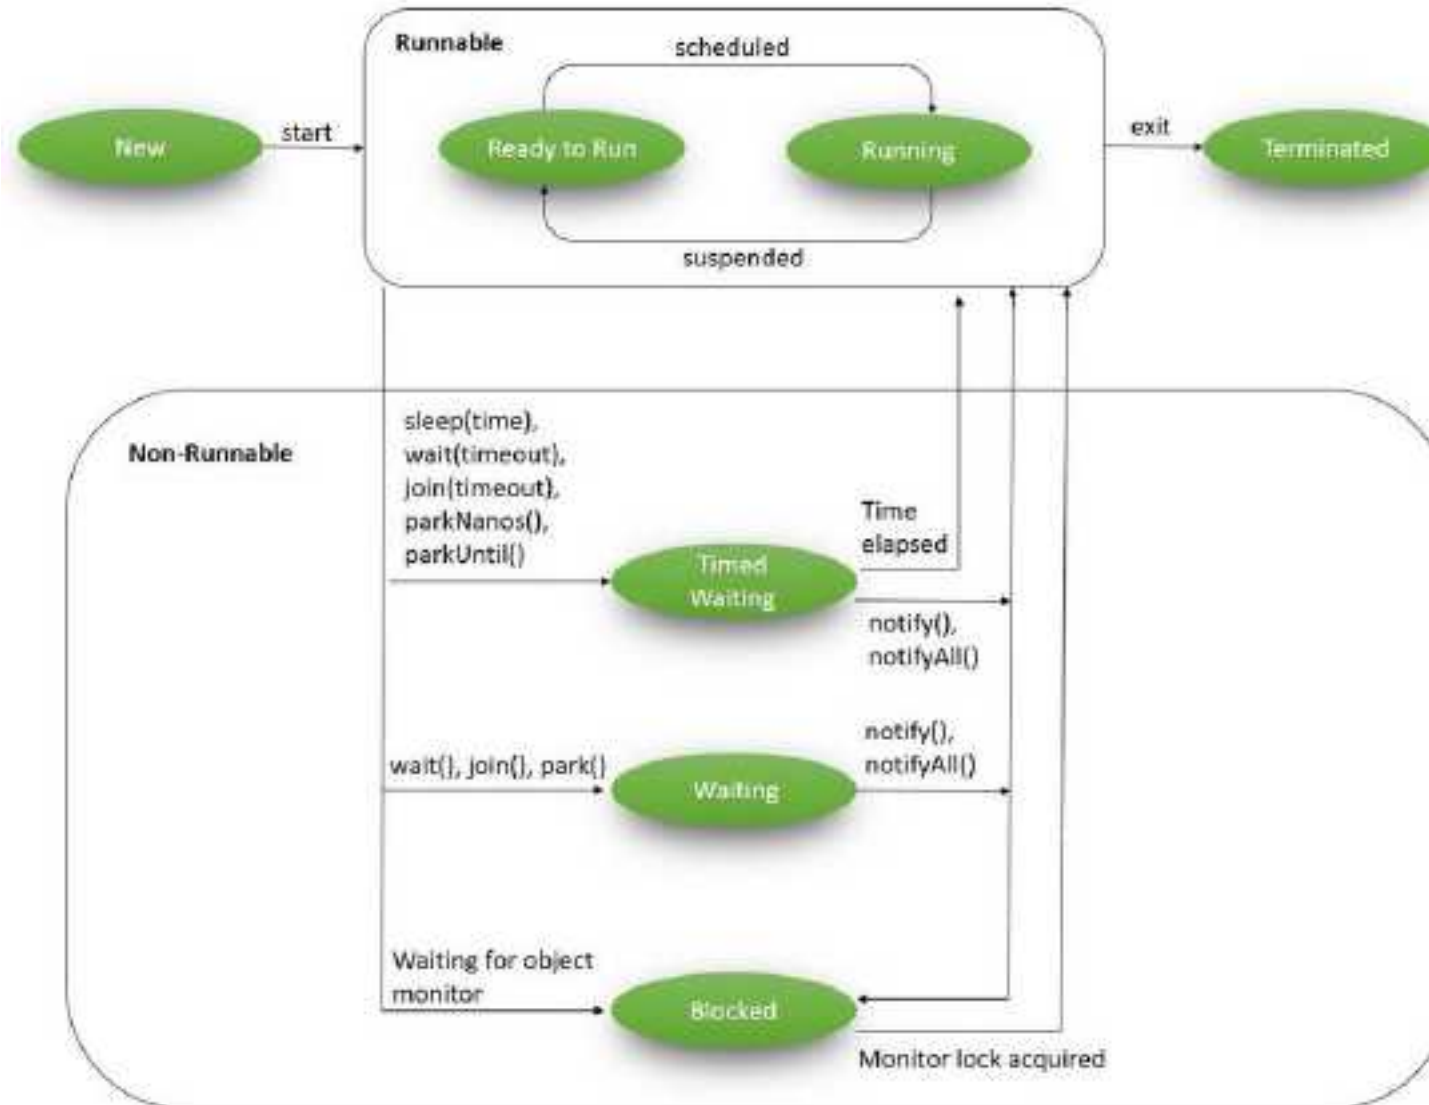 Runnable
scheduled
New
start
Ready to Run
Running
exit
Terminated
suspended
Non-Runnable
sleep(time),
wait(timeout),
join(timeout),
parkNanos(),
parkUntil()
Time
elapsed
Timed
Waiting
notify(),
notifyAll()
wait(), join(), park()
Waiting
notify(),
notifyAll()
Waiting for object
monitor
Blocked
Monitor lock acquired